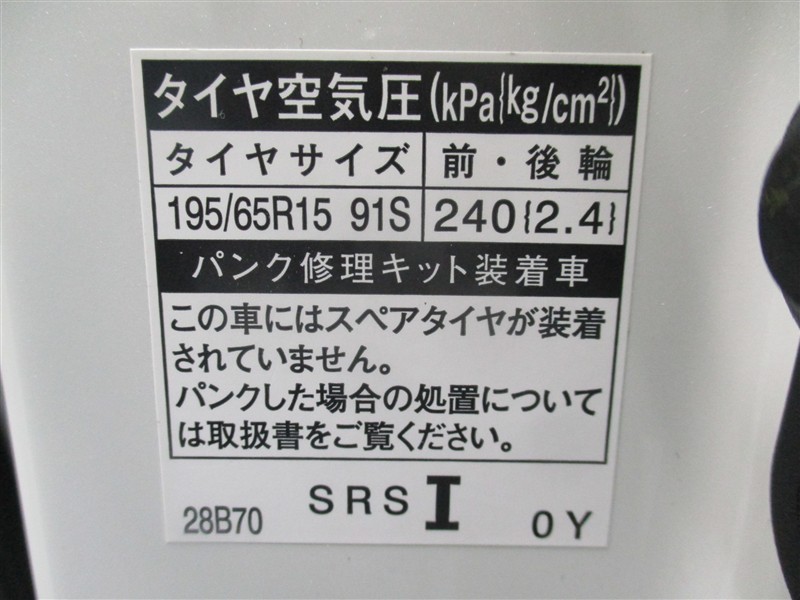 タイヤ空気圧(kPa{kg/cm²})
タイヤサイズ 前・後輪
195/65R15 91S 240{2.4}
パンク修理キット装着車
この車にはスペアタイヤが装着
されていません。
パンクした場合の処置について
は取扱書をご覧ください。
28B70 SRS I 0Y